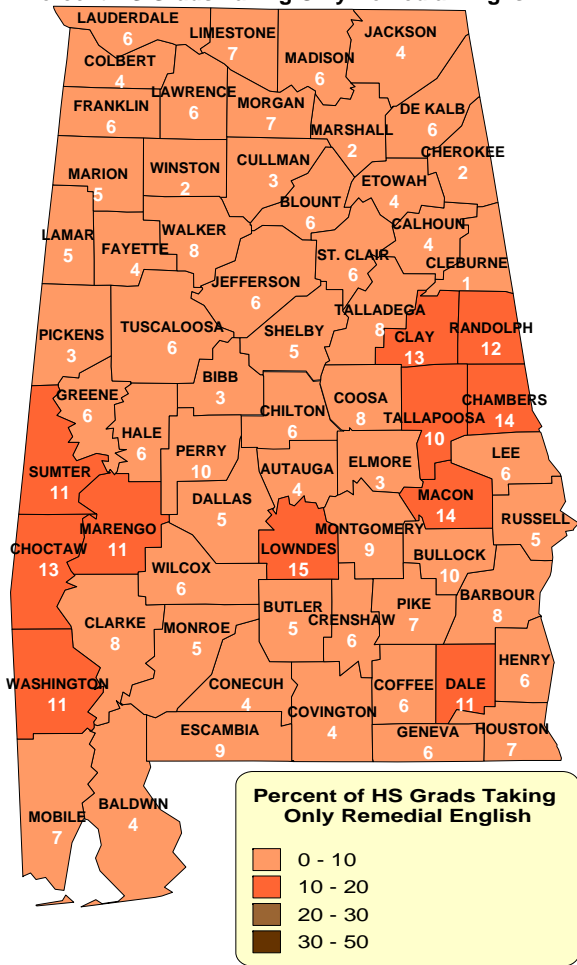 LAUDERDALE
6
LIMESTONE
7
MADISON
6
JACKSON
4
COLBERT
4
LAWRENCE
6
FRANKLIN
6
MORGAN
7
MARSHALL
2
DE KALB
6
CHEROKEE
2
MARION
5
WINSTON
2
CULLMAN
3
BLOUNT
6
ETOWAH
4
LAMAR
5
FAYETTE
4
WALKER
8
JEFFERSON
6
ST. CLAIR
6
CALHOUN
4
CLEBURNE
1
PICKENS
3
TUSCALOOSA
6
SHELBY
5
TALLADEGA
8
CLAY
13
RANDOLPH
12
GREENE
6
HALE
6
BIBB
3
PERRY
10
CHILTON
6
COOSA
8
TALLAPOOSA
10
CHAMBERS
14
SUMTER
11
MARENGO
11
DALLAS
5
AUTAUGA
4
ELMORE
3
MACON
14
LEE
6
RUSSELL
5
CHOCTAW
13
WILCOX
6
LOWNDES
15
MONTGOMERY
9
BULLOCK
10
CLARKE
8
MONROE
5
BUTLER
5
CRENSHAW
6
PIKE
7
BARBOUR
8
WASHINGTON
11
CONECUH
4
COVINGTON
4
COFFEE
6
DALE
11
HENRY
6
ESCAMBIA
9
GENEVA
6
HOUSTON
7
MOBILE
7
BALDWIN
4
Percent of HS Grads Taking
Only Remedial English
0 - 10
10 - 20
20 - 30
30 - 50